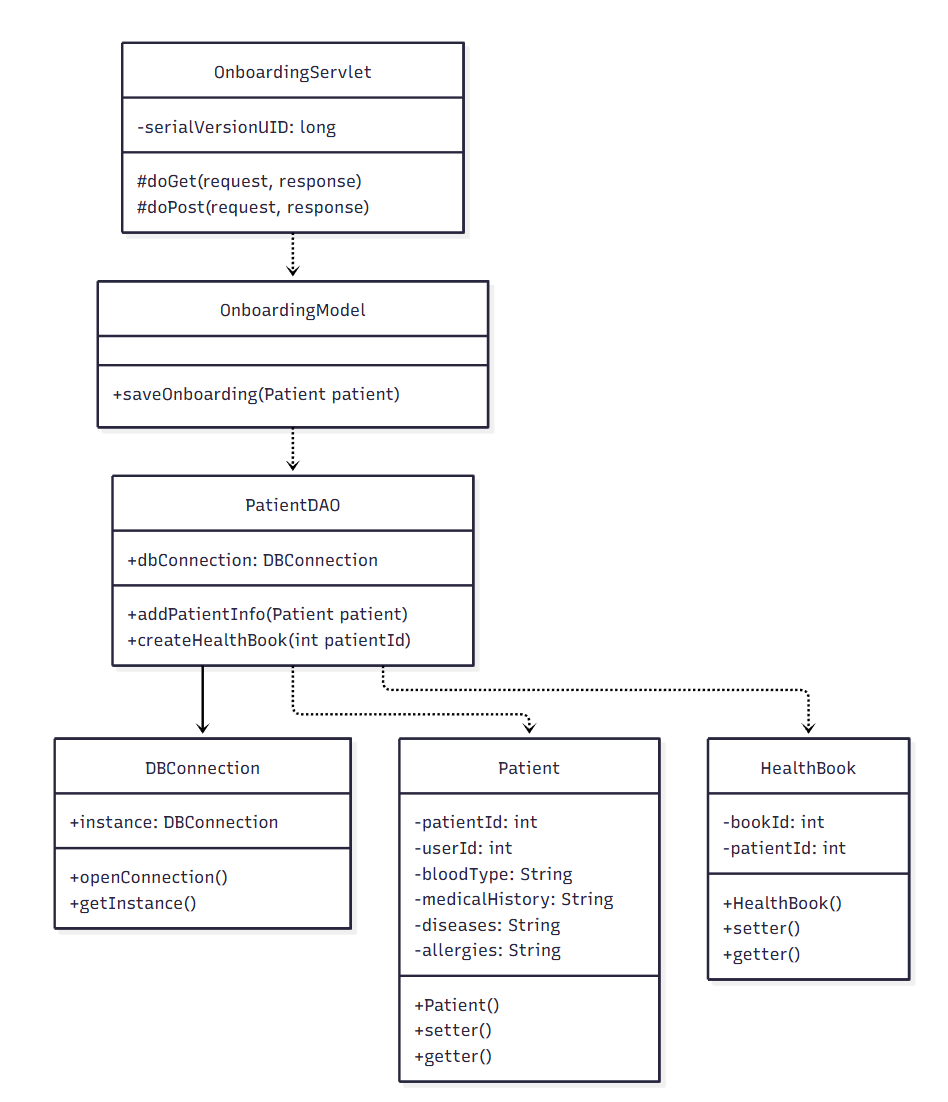 OnboardingServlet
-serialVersionUID: long
#doGet(request, response)
#doPost(request, response)
OnboardingModel
+saveOnboarding(Patient patient)
PatientDAO
+dbConnection: DBConnection
+addPatientInfo(Patient patient)
+createHealthBook(int patientId)
DBConnection
+instance: DBConnection
+openConnection()
+getInstance()
Patient
-patientId: int
-userId: int
-bloodType: String
-medicalHistory: String
-diseases: String
-allergies: String
+Patient()
+setter()
+getter()
HealthBook
-bookId: int
-patientId: int
+HealthBook()
+setter()
+getter()